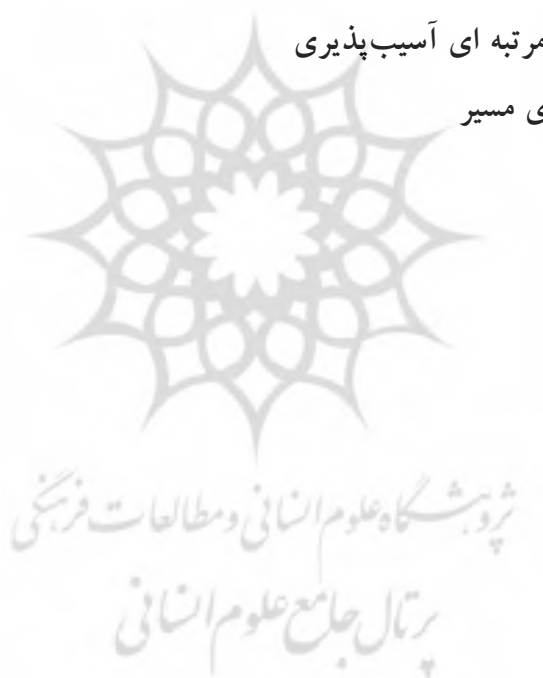 مرتبه ای آسیب‌پذیری
ی مسیر
پژوهشگاه علوم انسانی و مطالعات فرهنگی
پرتال جامع علوم انسانی